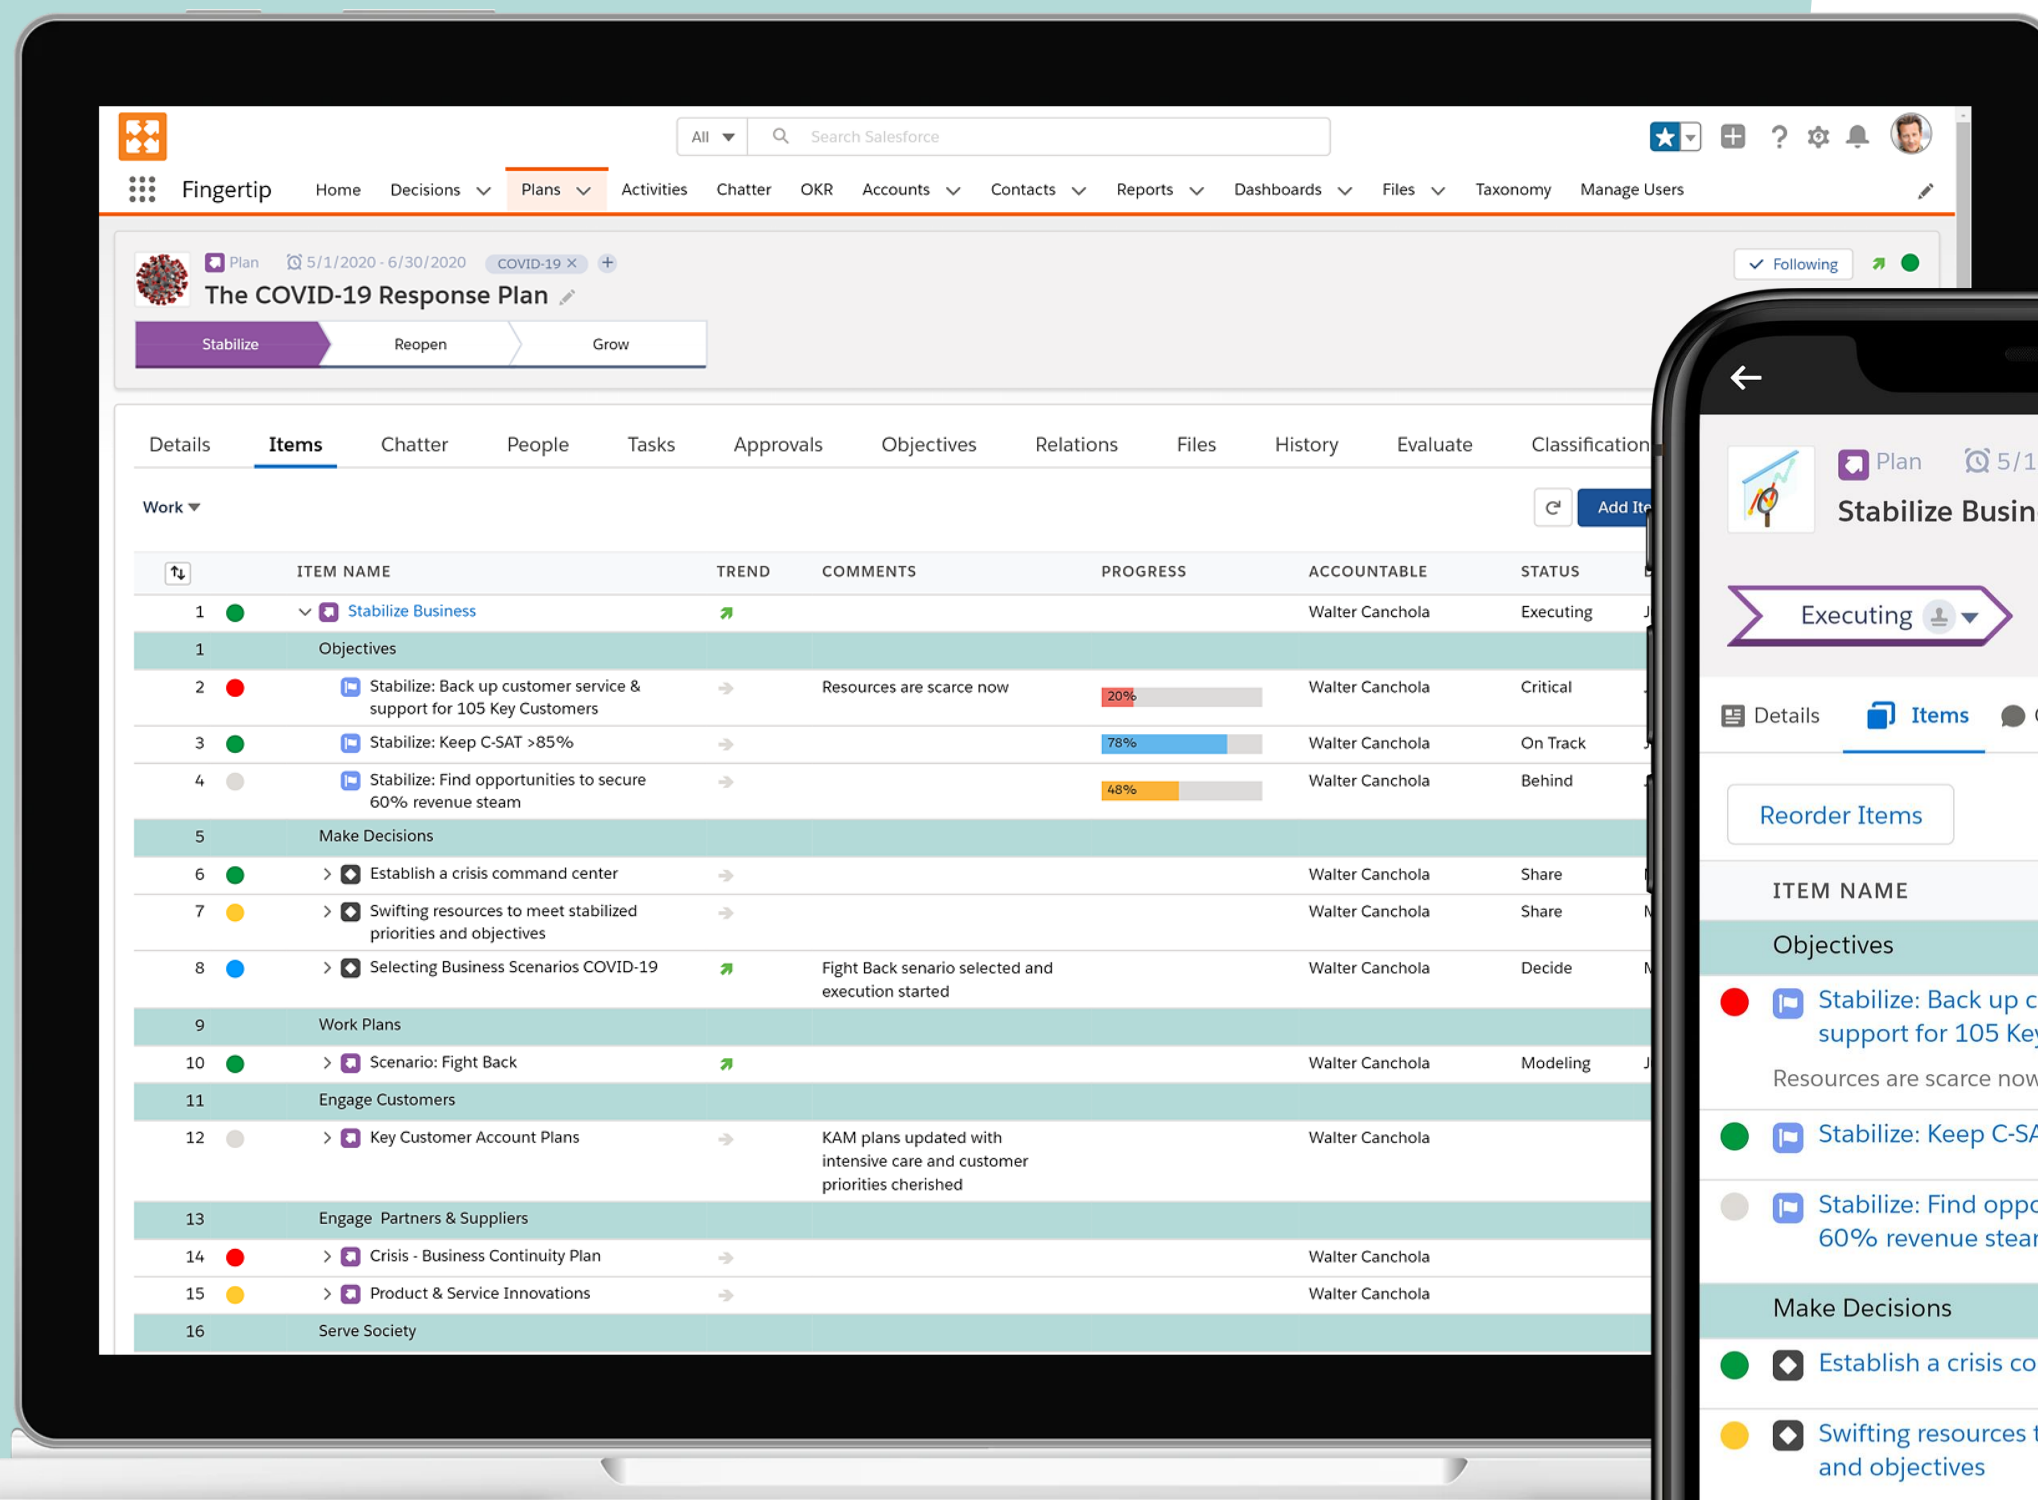 All
Search Salesforce
Fingertip Home Decisions Plans Activities Chatter OKR Accounts Contacts Reports Dashboards Files Taxonomy Manage Users
Plan 5/1/2020 - 6/30/2020 COVID-19 × +
Following
The COVID-19 Response Plan
Stabilize Reopen Grow
Details Items Chatter People Tasks Approvals Objectives Relations Files History Evaluate Classification
Work
Add Ite
ITEM NAME TREND COMMENTS PROGRESS ACCOUNTABLE STATUS
1 Stabilize Business Walter Canchola Executing
1 Objectives
2 Stabilize: Back up customer service & Resources are scarce now 20% Walter Canchola Critical
support for 105 Key Customers
3 Stabilize: Keep C-SAT >85% 78% Walter Canchola On Track
4 Stabilize: Find opportunities to secure 48% Walter Canchola Behind
60% revenue steam
5 Make Decisions
6 Establish a crisis command center Walter Canchola Share
7 Swifting resources to meet stabilized Walter Canchola Share
priorities and objectives
8 Selecting Business Scenarios COVID-19 Fight Back senario selected and Walter Canchola Decide
execution started
9 Work Plans
10 Scenario: Fight Back Walter Canchola Modeling
11 Engage Customers
12 Key Customer Account Plans KAM plans updated with Walter Canchola
intensive care and customer
priorities cherished
13 Engage Partners & Suppliers
14 Crisis - Business Continuity Plan Walter Canchola
15 Product & Service Innovations Walter Canchola
16 Serve Society
Plan 5/1
Stabilize Busin
Executing
Details Items
Reorder Items
ITEM NAME
Objectives
Stabilize: Back up c
support for 105 Key
Resources are scarce now
Stabilize: Keep C-SA
Stabilize: Find oppo
60% revenue stear
Make Decisions
Establish a crisis co
Swifting resources t
and objectives